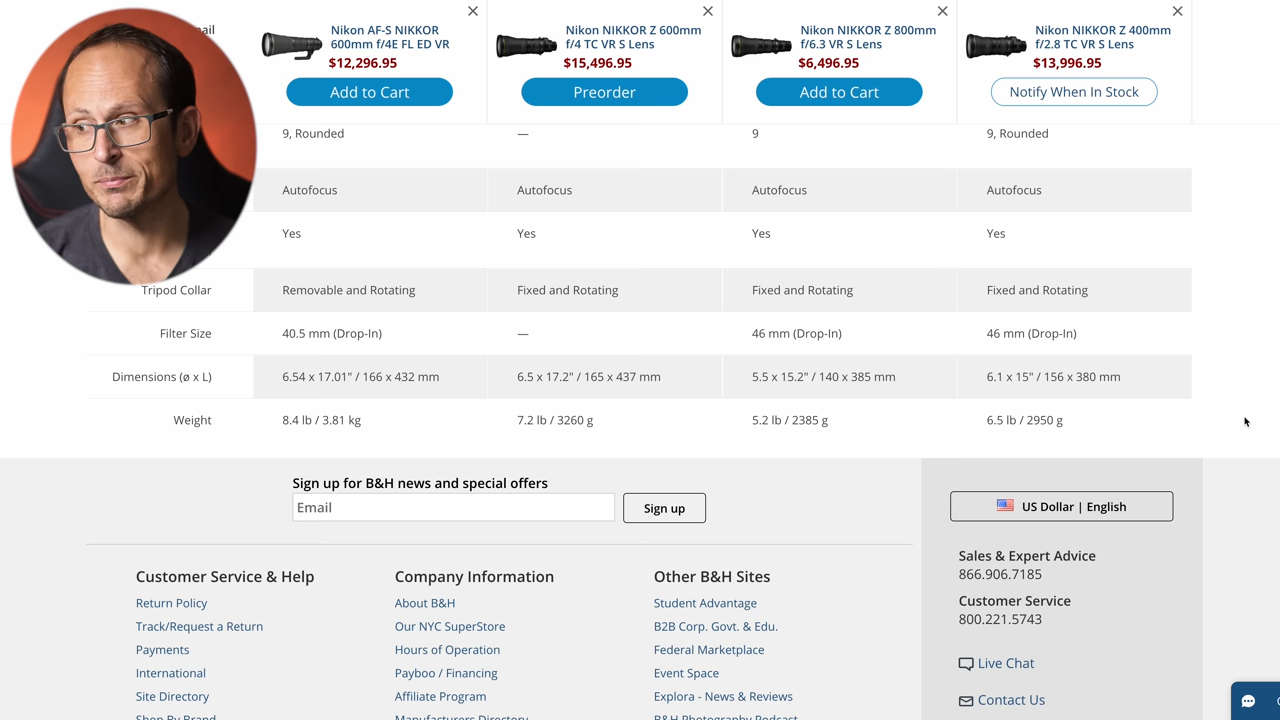 ail
Nikon AF-S NIKKOR
600mm f/4E FL ED VR
$12,296.95
Add to Cart
Nikon NIKKOR Z 600mm
f/4 TC VR S Lens
$15,496.95
Preorder
Nikon NIKKOR Z 800mm
f/6.3 VR S Lens
$6,496.95
Add to Cart
Nikon NIKKOR Z 400mm
f/2.8 TC VR S Lens
$13,996.95
Notify When In Stock
9, Rounded — 9 9, Rounded
Autofocus Autofocus Autofocus Autofocus
Yes Yes Yes Yes
Tripod Collar Removable and Rotating Fixed and Rotating Fixed and Rotating Fixed and Rotating
Filter Size 40.5 mm (Drop-In) — 46 mm (Drop-In) 46 mm (Drop-In)
Dimensions (ø x L) 6.54 x 17.01" / 166 x 432 mm 6.5 x 17.2" / 165 x 437 mm 5.5 x 15.2" / 140 x 385 mm 6.1 x 15" / 156 x 380 mm
Weight 8.4 lb / 3.81 kg 7.2 lb / 3260 g 5.2 lb / 2385 g 6.5 lb / 2950 g
Sign up for B&H news and special offers
Email
Sign up
Customer Service & Help
Return Policy
Track/Request a Return
Payments
International
Site Directory
Shop By Brand
Company Information
About B&H
Our NYC SuperStore
Hours of Operation
Payboo / Financing
Affiliate Program
Manufacturers Directory
Other B&H Sites
Student Advantage
B2B Corp. Govt. & Edu.
Federal Marketplace
Event Space
Explora - News & Reviews
B&H Photography Podcast
US Dollar | English
Sales & Expert Advice
866.906.7185
Customer Service
800.221.5743
Live Chat
Contact Us